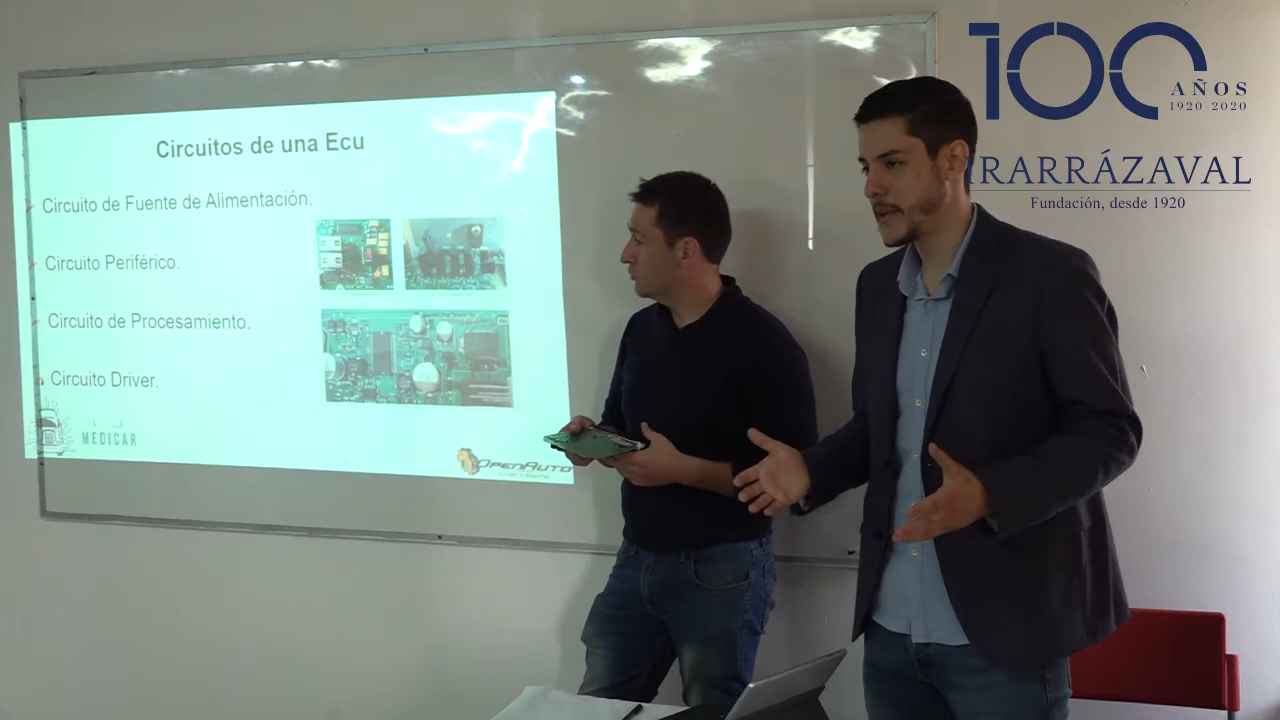 Circuitos de una Ecu
Circuito de Fuente de Alimentación.
Circuito Periférico.
Circuito de Procesamiento.
Circuito Driver.
MEDICAR
OPENAUTO
100
AÑOS
1920-2020
IRARRÁZAVAL
Fundación, desde 1920